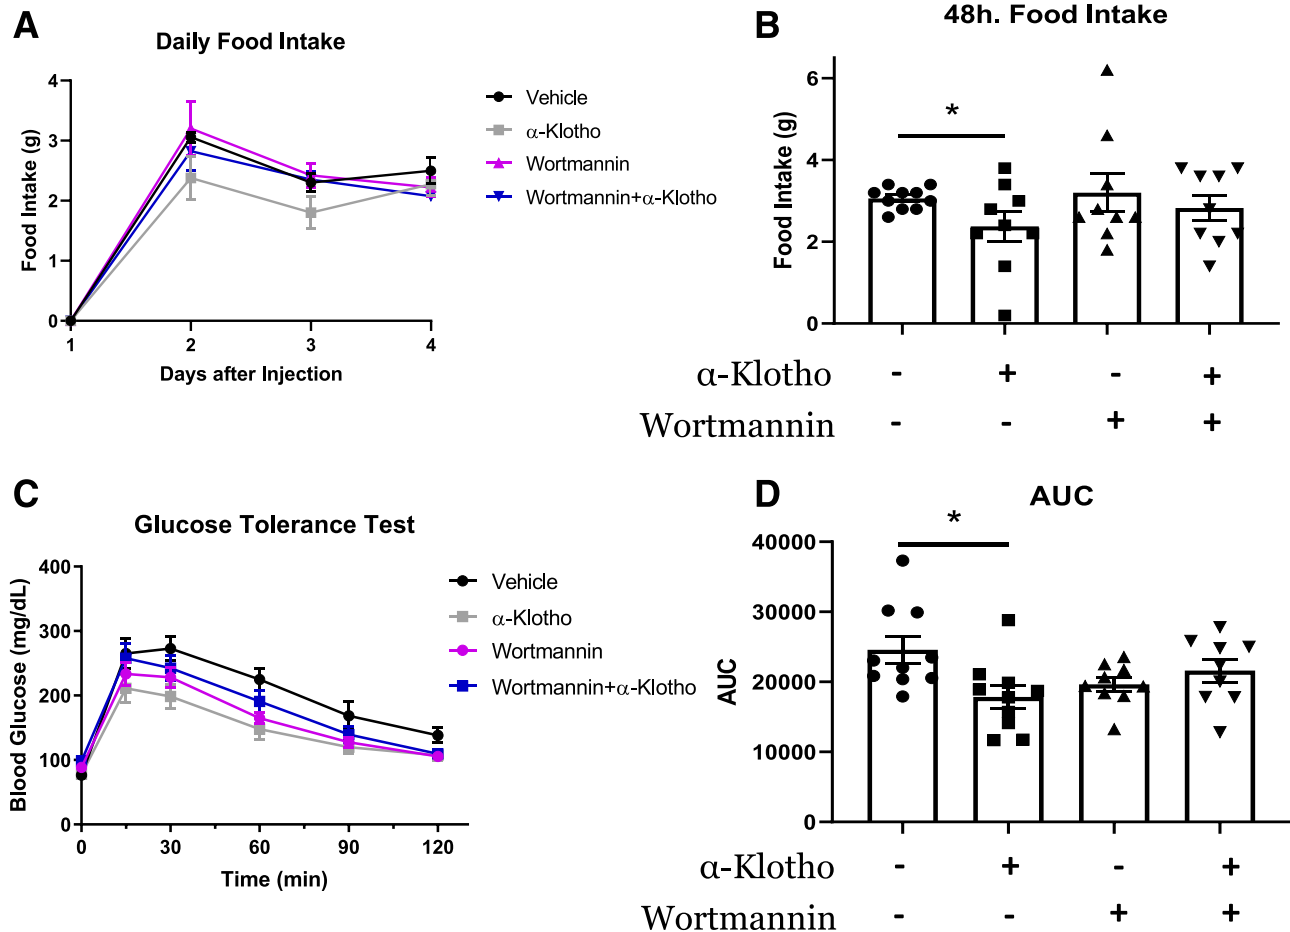 A
Daily Food Intake
Food Intake (g)
4
3
2
1
0
1 2 3 4
Days after Injection
Vehicle
α-Klotho
Wortmannin
Wortmannin+α-Klotho
B
48h. Food Intake
Food Intake (g)
6
4
2
0
*
α-Klotho - + - +
Wortmannin - - + +
C
Glucose Tolerance Test
Blood Glucose (mg/dL)
400
300
200
100
0
0 30 60 90 120
Time (min)
Vehicle
α-Klotho
Wortmannin
Wortmannin+α-Klotho
D
AUC
AUC
40000
30000
20000
10000
0
*
α-Klotho - + - +
Wortmannin - - + +